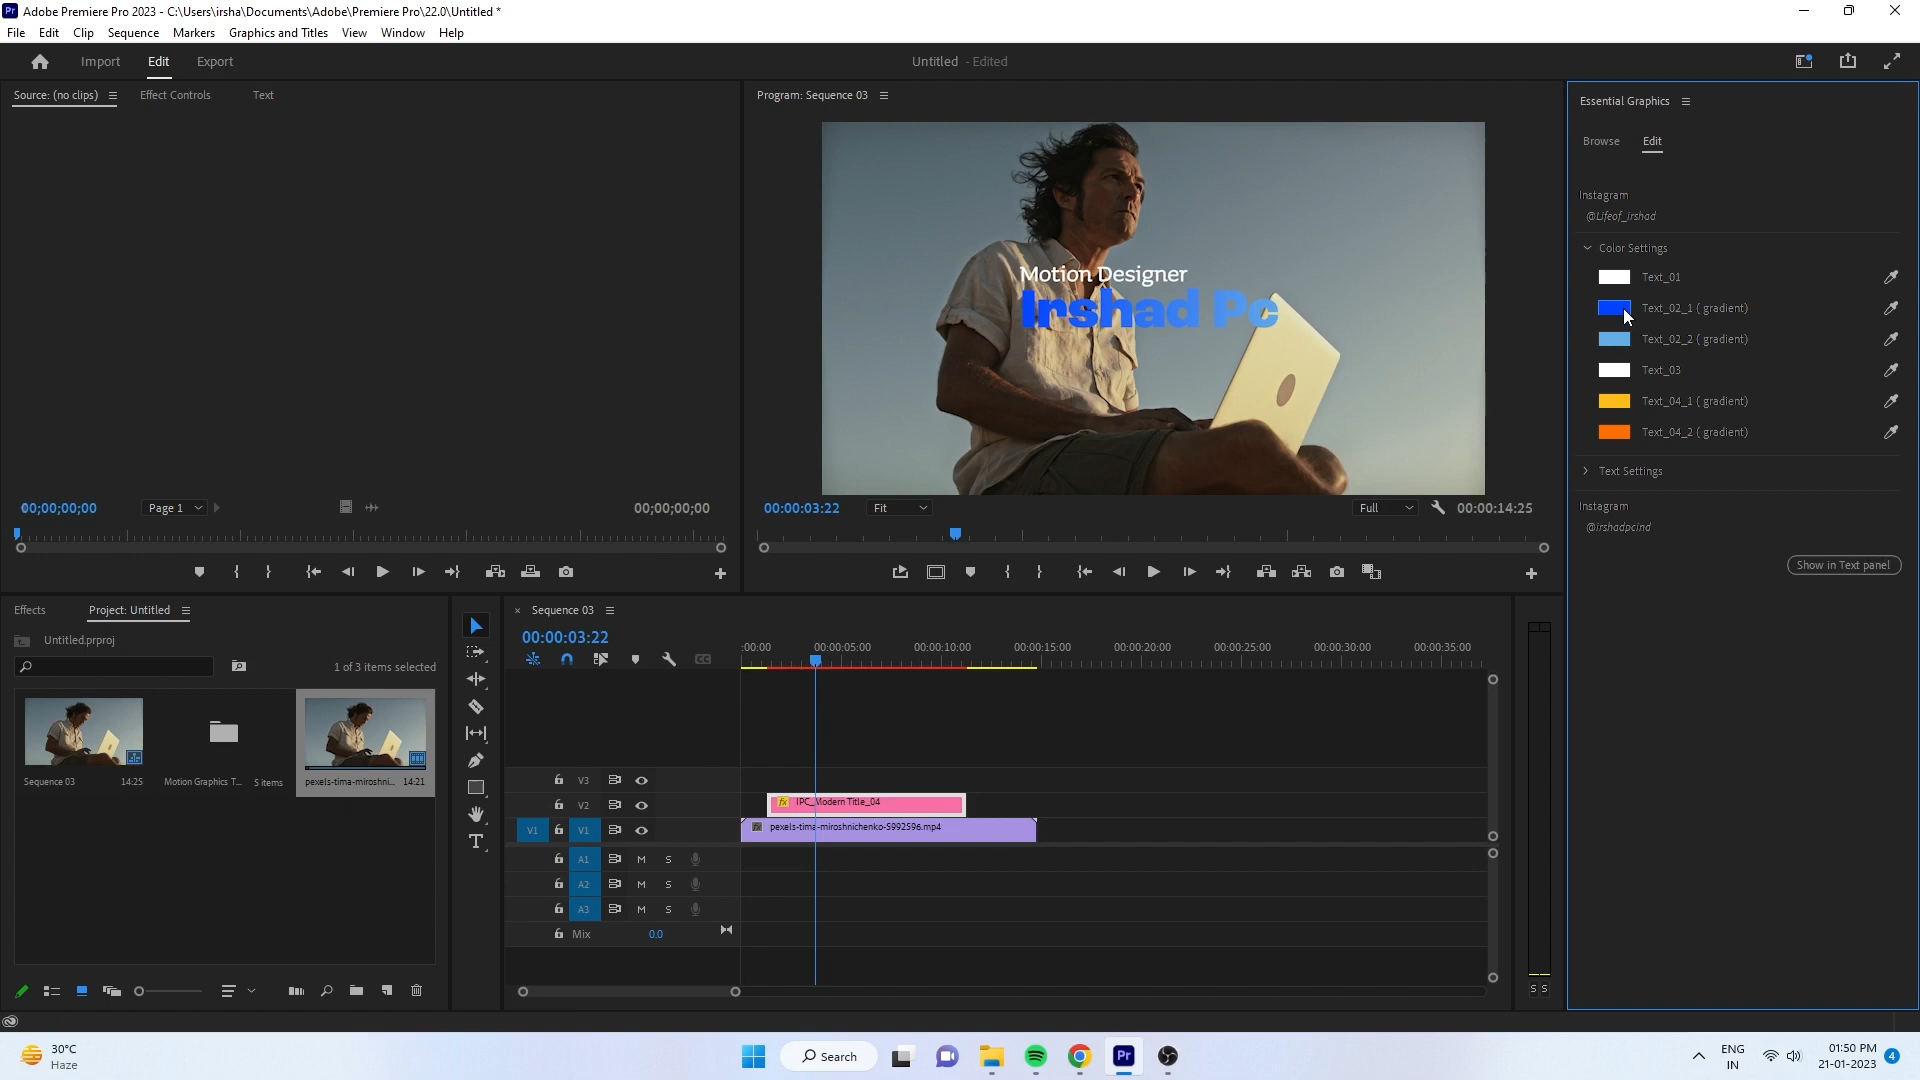 Pr Adobe Premiere Pro 2023 - C:\Users\irsha\Documents\Adobe\Premiere Pro\22.0\Untitled *
File Edit Clip Sequence Markers Graphics and Titles View Window Help
Import Edit Export
Untitled - Edited
Source: (no clips) Effect Controls Text
Program: Sequence 03
Motion Designer
Irshad Pc
00;00;00;00 Page 1 00;00;00;00
00:00:03:22 Fit Full 00:00:14:25
Essential Graphics
Browse Edit
Instagram
@Lifeof_irshad
Color Settings
Text_01
Text_02_1 ( gradient)
Text_02_2 ( gradient)
Text_03
Text_04_1 ( gradient)
Text_04_2 ( gradient)
Text Settings
Instagram
@irshadpcind
Show in Text panel
Effects Project: Untitled
Untitled.prproj
1 of 3 items selected
Sequence 03 14:25 Motion Graphics T... 5 items pexels-tima-miroshni... 14:21
Sequence 03
00:00:03:22
:00:00 00:00:05:00 00:00:10:00 00:00:15:00 00:00:20:00 00:00:25:00 00:00:30:00 00:00:35:00
V3
V2 fx IPC_Modern Title_04
V1 V1 fx pexels-tima-miroshnichenko-5992596.mp4
A1 M S
A2 M S
A3 M S
Mix 0.0
S S
30°C
Haze
Search
Pr
ENG
IN
01:50 PM
21-01-2023
4